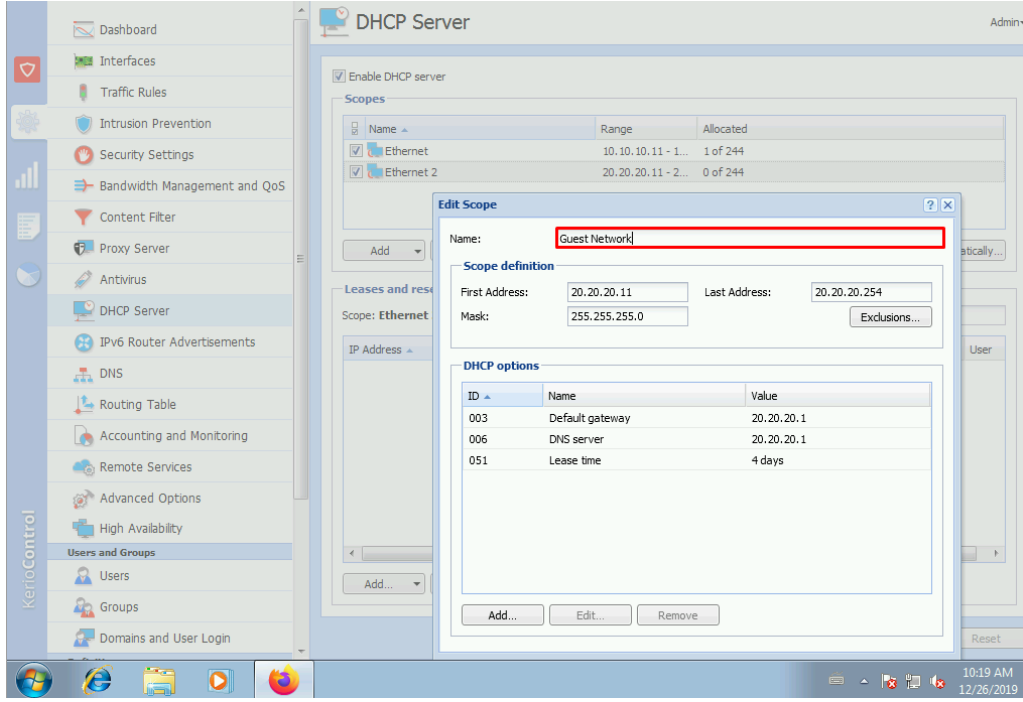 DHCP Server
Admin
Dashboard
Interfaces
Traffic Rules
Intrusion Prevention
Security Settings
Bandwidth Management and QoS
Content Filter
Proxy Server
Antivirus
DHCP Server
IPv6 Router Advertisements
DNS
Routing Table
Accounting and Monitoring
Remote Services
Advanced Options
High Availability
Users and Groups
Users
Groups
Domains and User Login
KerioControl
Enable DHCP server
Scopes
Name Range Allocated
Ethernet 10.10.10.11 - 1... 1 of 244
Ethernet 2 20.20.20.11 - 2... 0 of 244
Add
atically...
Leases and rese
Scope: Ethernet
IP Address User
Add...
Reset
Edit Scope
Name: Guest Network
Scope definition
First Address: 20.20.20.11 Last Address: 20.20.20.254
Mask: 255.255.255.0 Exclusions...
DHCP options
ID Name Value
003 Default gateway 20.20.20.1
006 DNS server 20.20.20.1
051 Lease time 4 days
Add... Edit... Remove
10:19 AM
12/26/2019